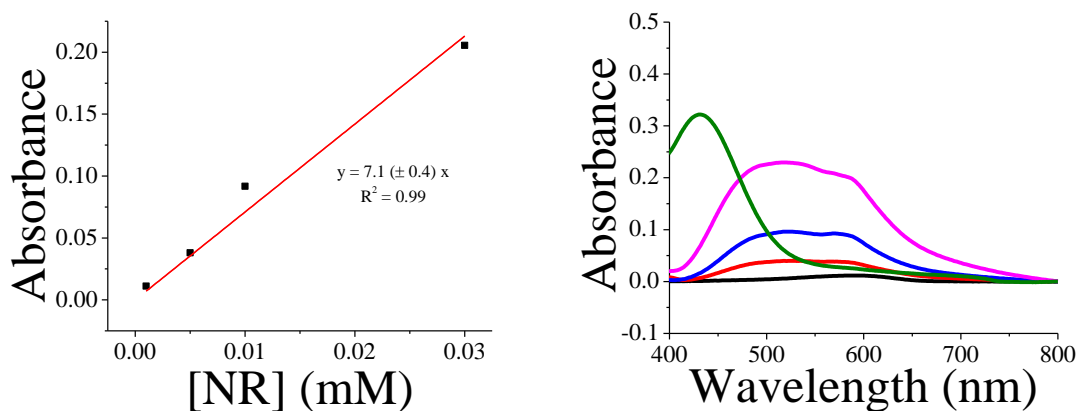 Absorbance
0.20
0.15
0.10
0.05
0.00
y = 7.1 (± 0.4) x
R² = 0.99
0.00 0.01 0.02 0.03
[NR] (mM)
Absorbance
0.5
0.4
0.3
0.2
0.1
0.0
-0.1
400 500 600 700 800
Wavelength (nm)